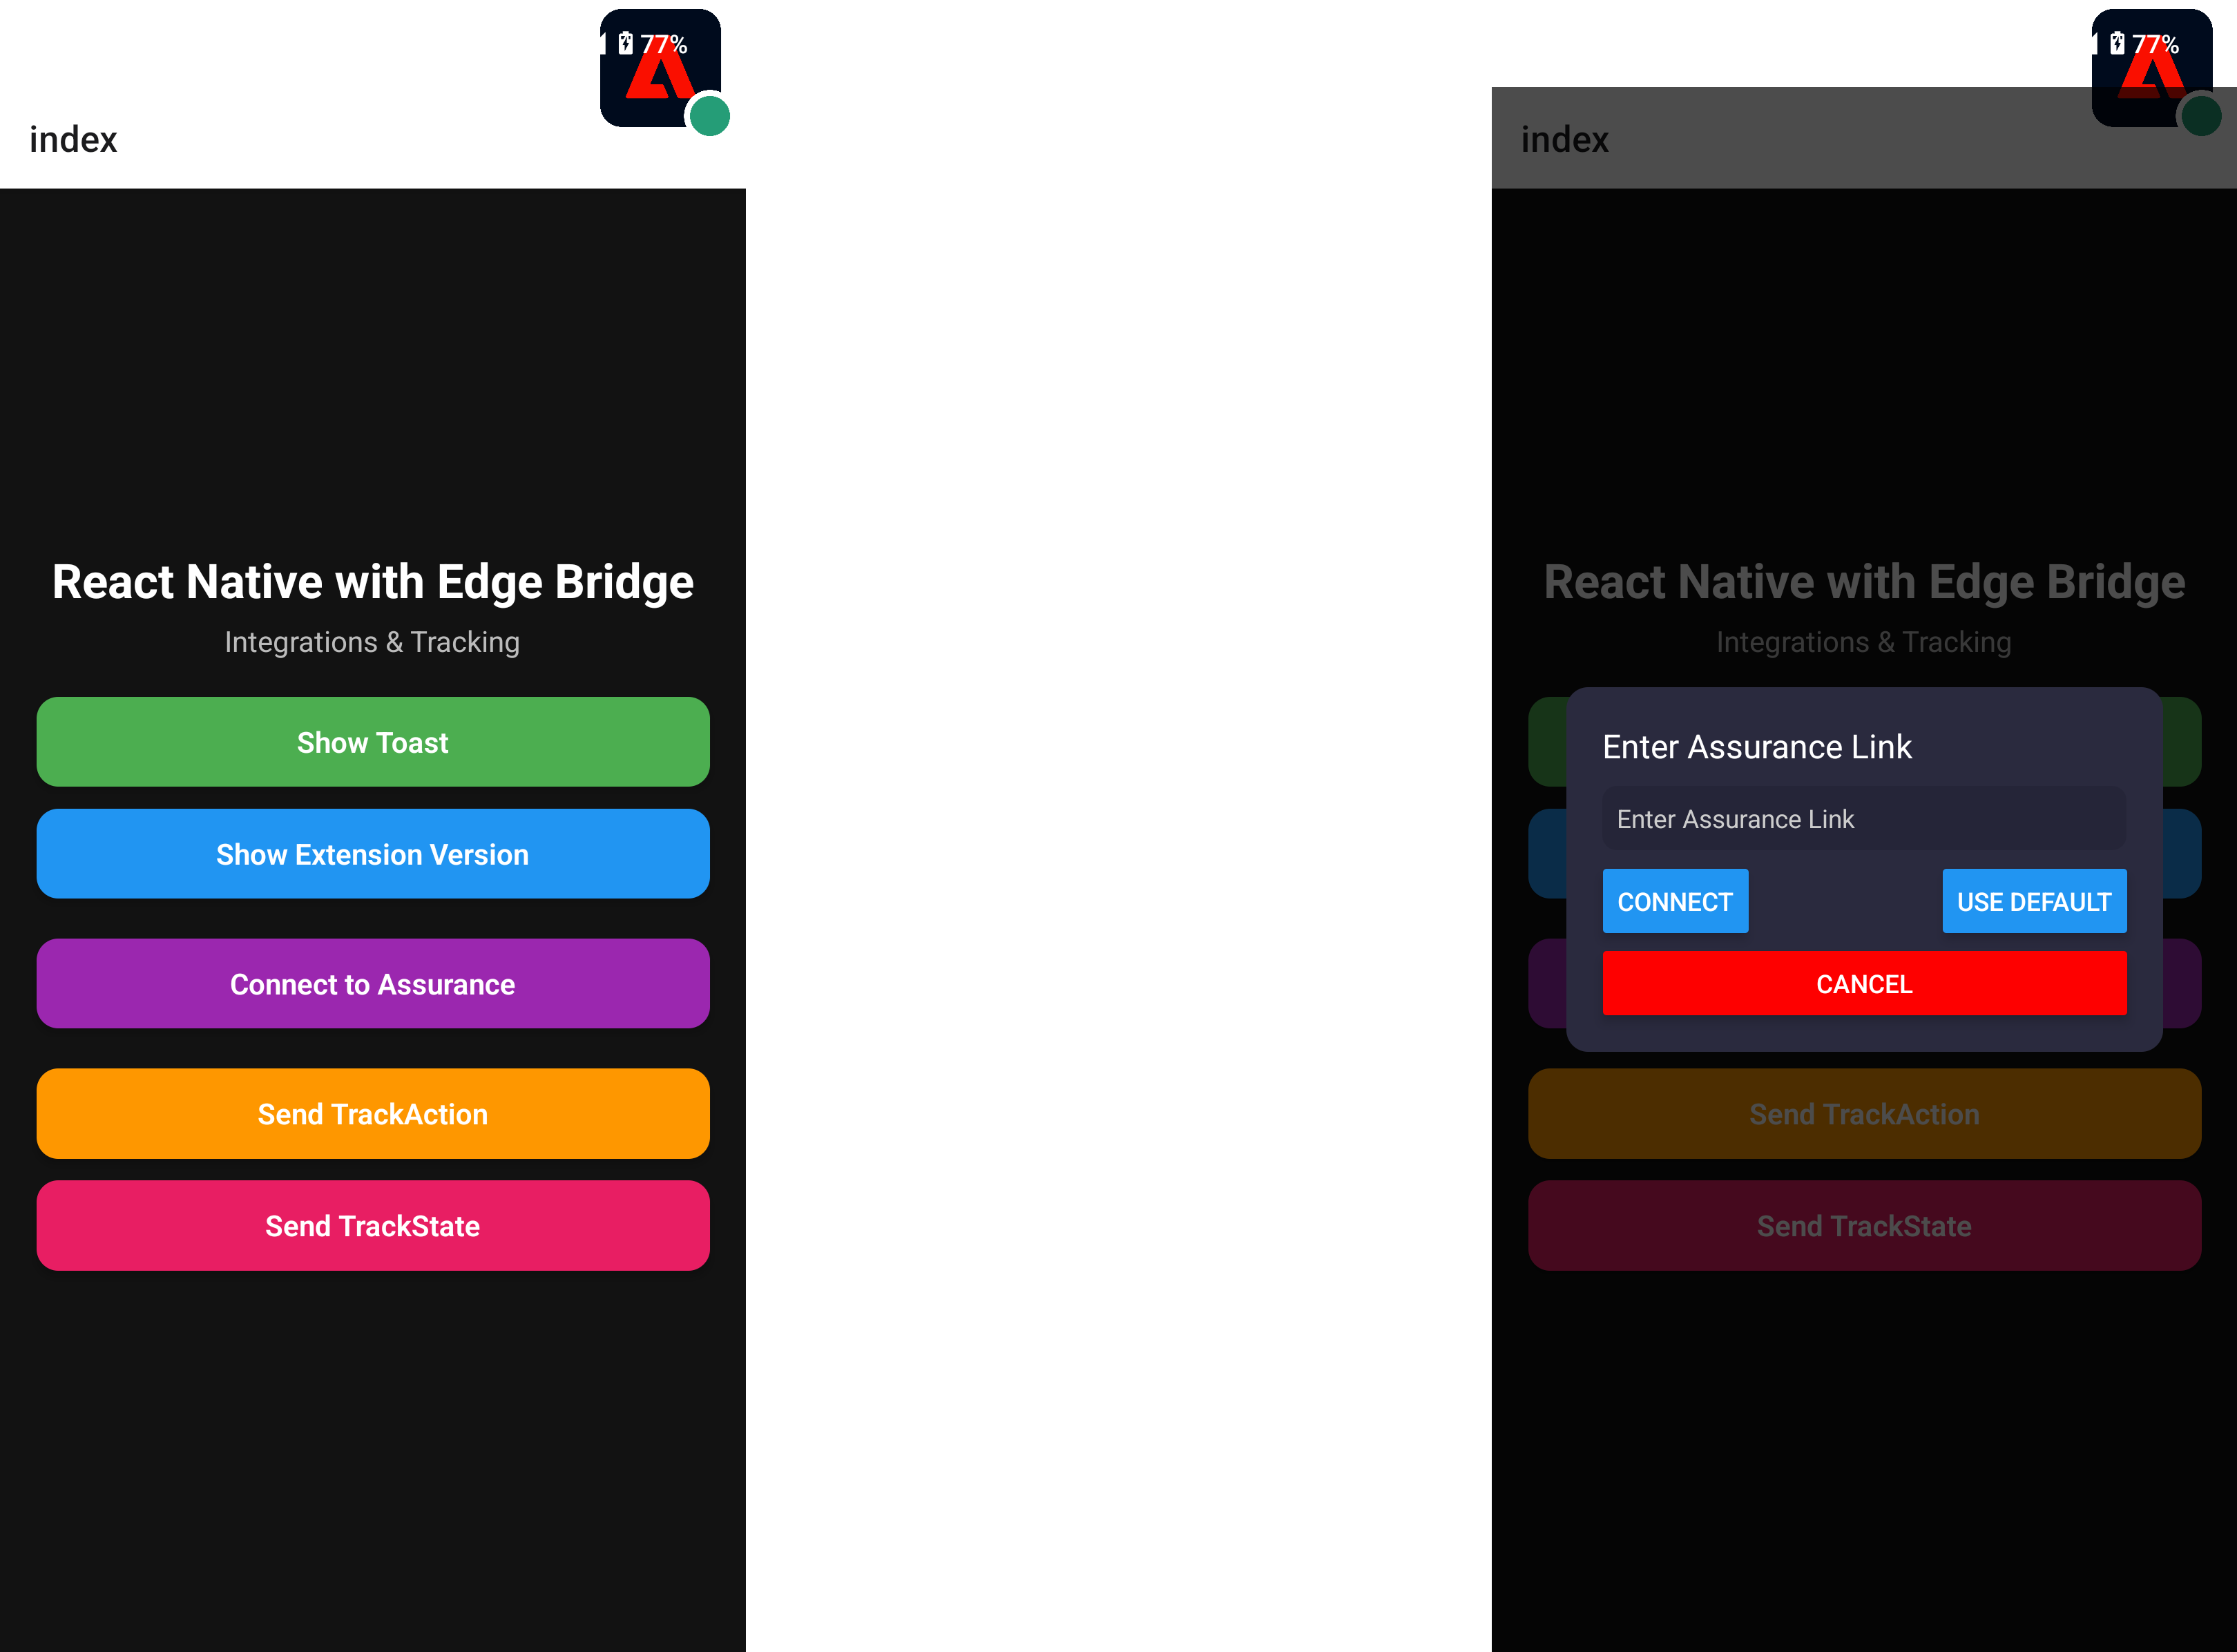 77%
index
React Native with Edge Bridge
Integrations & Tracking
Show Toast
Show Extension Version
Connect to Assurance
Send TrackAction
Send TrackState
77%
index
React Native with Edge Bridge
Integrations & Tracking
Enter Assurance Link
Enter Assurance Link
CONNECT
USE DEFAULT
CANCEL
Send TrackAction
Send TrackState